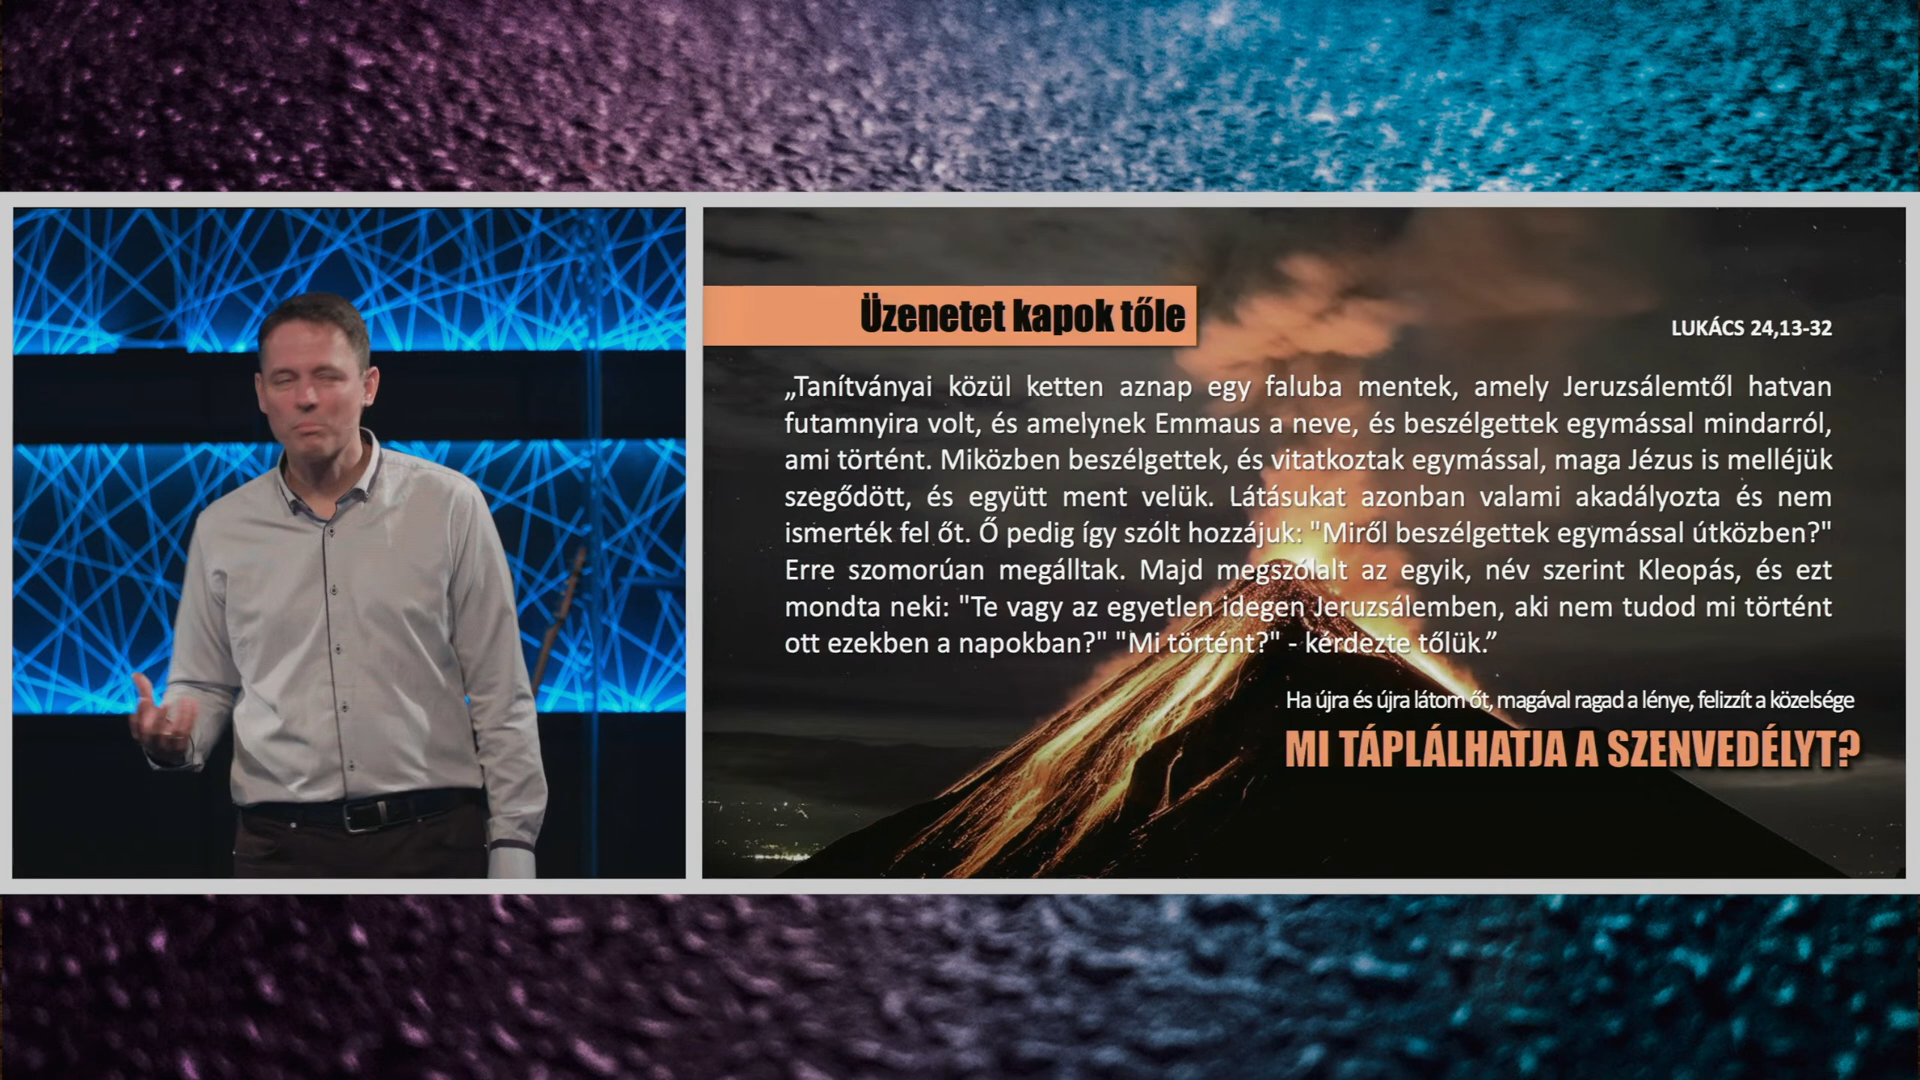 Üzenetet kapok tőle
LUKÁCS 24,13-32
„Tanítványai közül ketten aznap egy faluba mentek, amely Jeruzsálemtől hatvan
futamnyira volt, és amelynek Emmaus a neve, és beszélgettek egymással mindarról,
ami történt. Miközben beszélgettek, és vitatkoztak egymással, maga Jézus is melléjük
szegődött, és együtt ment velük. Látásukat azonban valami akadályozta és nem
ismerték fel őt. Ő pedig így szólt hozzájuk: "Miről beszélgettek egymással útközben?"
Erre szomorúan megálltak. Majd megszólalt az egyik, név szerint Kleopás, és ezt
mondta neki: "Te vagy az egyetlen idegen Jeruzsálemben, aki nem tudod mi történt
ott ezekben a napokban?" "Mi történt?" - kérdezte tőlük.”
Ha újra és újra látom őt, magával ragad a lénye, felizzít a közelsége
MI TÁPLÁLHATJA A SZENVEDÉLYT?